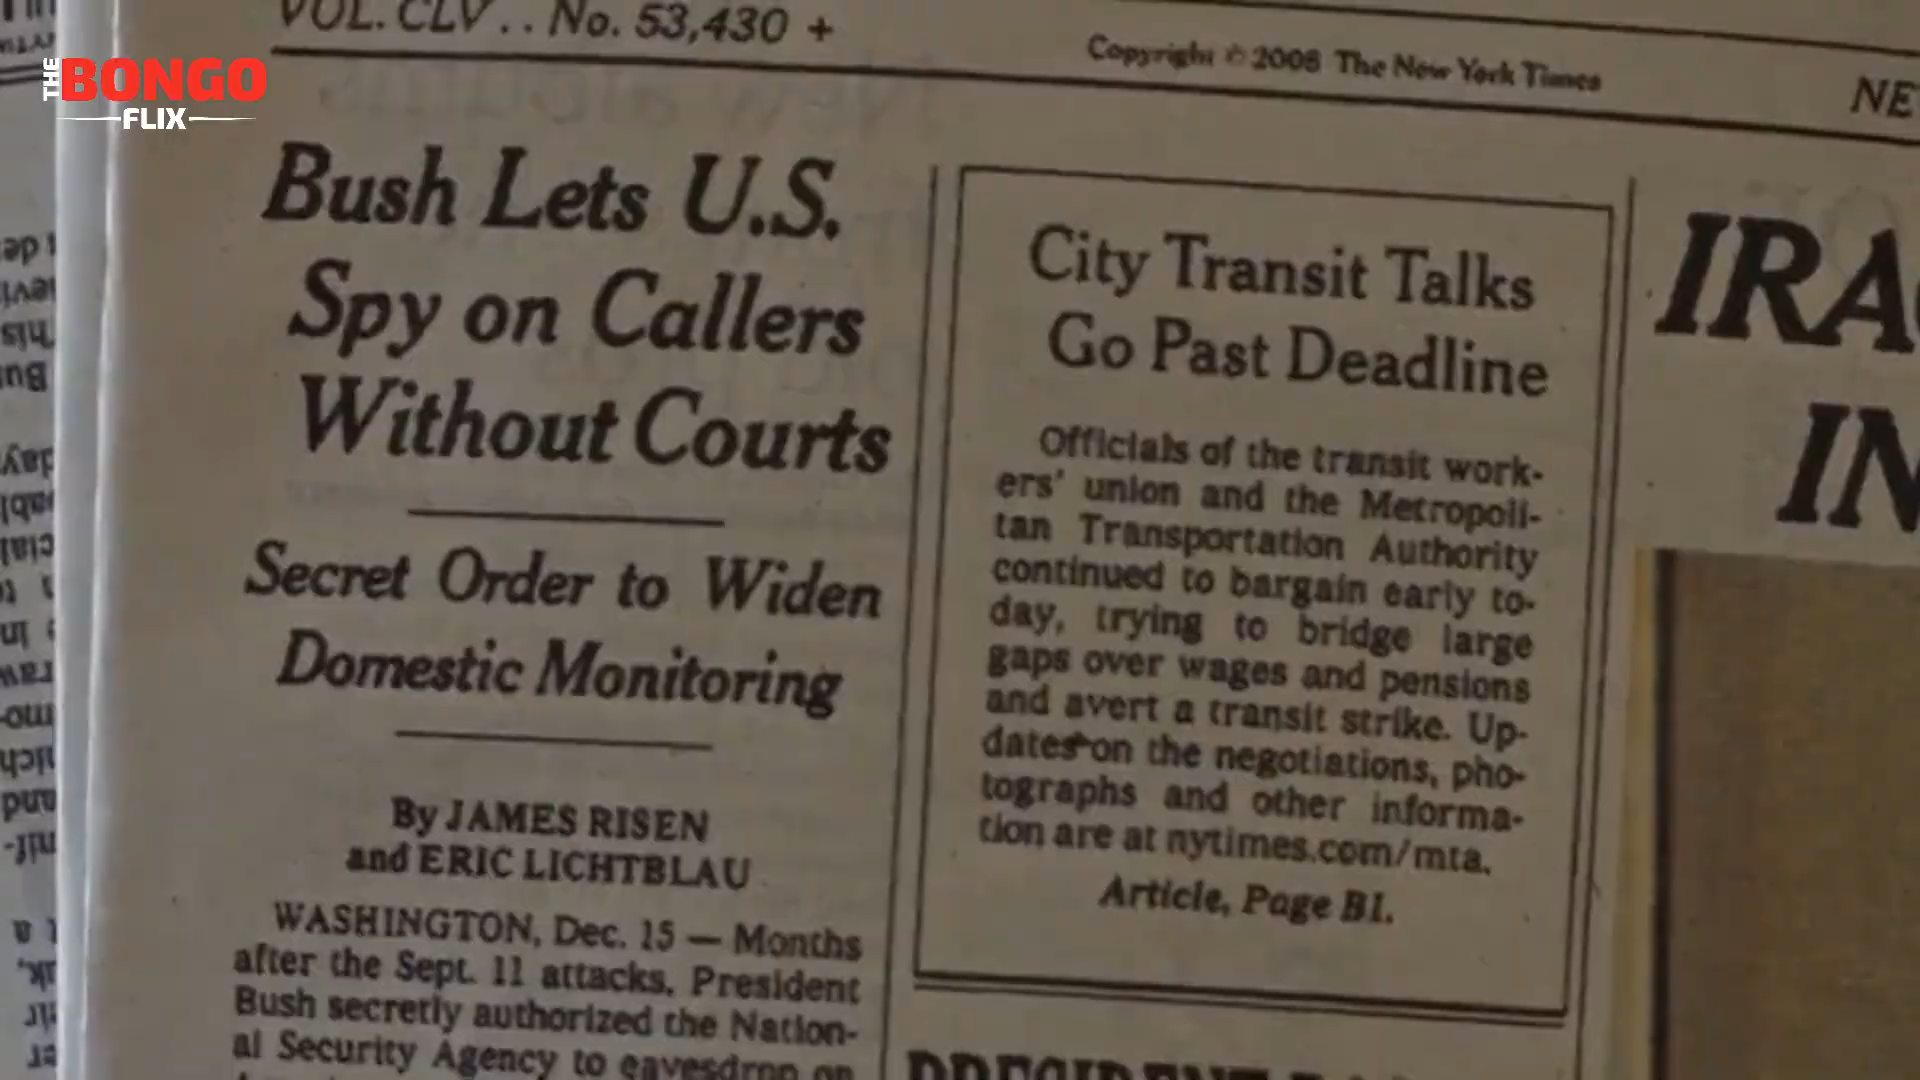 VOL. CLV . . No. 53,430 +
Copyright © 2008 The New York Times
THE BONGO
FLIX
Bush Lets U.S.
Spy on Callers
Without Courts
Secret Order to Widen
Domestic Monitoring
By JAMES RISEN
and ERIC LICHTBLAU
WASHINGTON, Dec. 15 — Months
after the Sept. 11 attacks, President
Bush secretly authorized the Nation-
al Security Agency to eavesdrop on
City Transit Talks
Go Past Deadline
Officials of the transit work-
ers' union and the Metropoli-
tan Transportation Authority
continued to bargain early to-
day, trying to bridge large
gaps over wages and pensions
and avert a transit strike. Up-
dates on the negotiations, pho-
tographs and other informa-
tion are at nytimes.com/mta.
Article, Page B1.
IRA
IN